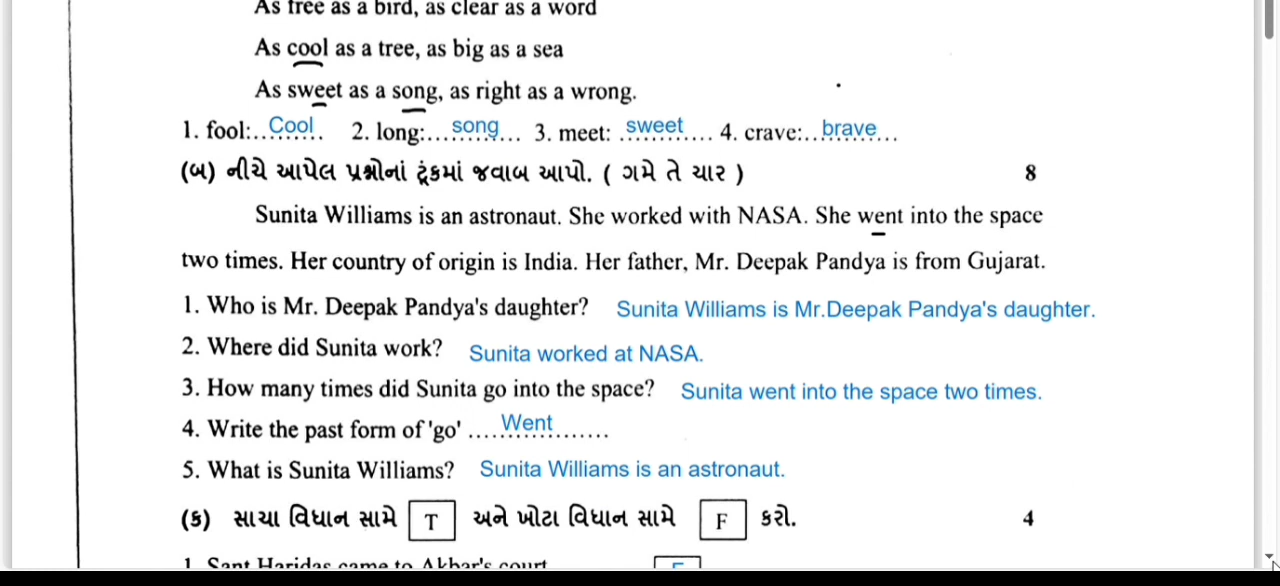 As free as a bird, as clear as a word
As cool as a tree, as big as a sea
As sweet as a song, as right as a wrong.
1. fool:..Cool. 2. long:...song... 3. meet: .sweet.... 4. crave:..brave...
(બ) નીચે આપેલ પ્રશ્નોનાં ટૂંકમાં જવાબ આપો. ( ગમે તે ચાર ) 8
Sunita Williams is an astronaut. She worked with NASA. She went into the space
two times. Her country of origin is India. Her father, Mr. Deepak Pandya is from Gujarat.
1. Who is Mr. Deepak Pandya's daughter? Sunita Williams is Mr.Deepak Pandya's daughter.
2. Where did Sunita work? Sunita worked at NASA.
3. How many times did Sunita go into the space? Sunita went into the space two times.
4. Write the past form of 'go' ....Went.......
5. What is Sunita Williams? Sunita Williams is an astronaut.
(ક) સાચા વિધાન સામે T અને ખોટા વિધાન સામે F કરો. 4
1. Sant Haridas came to Akbar's court F